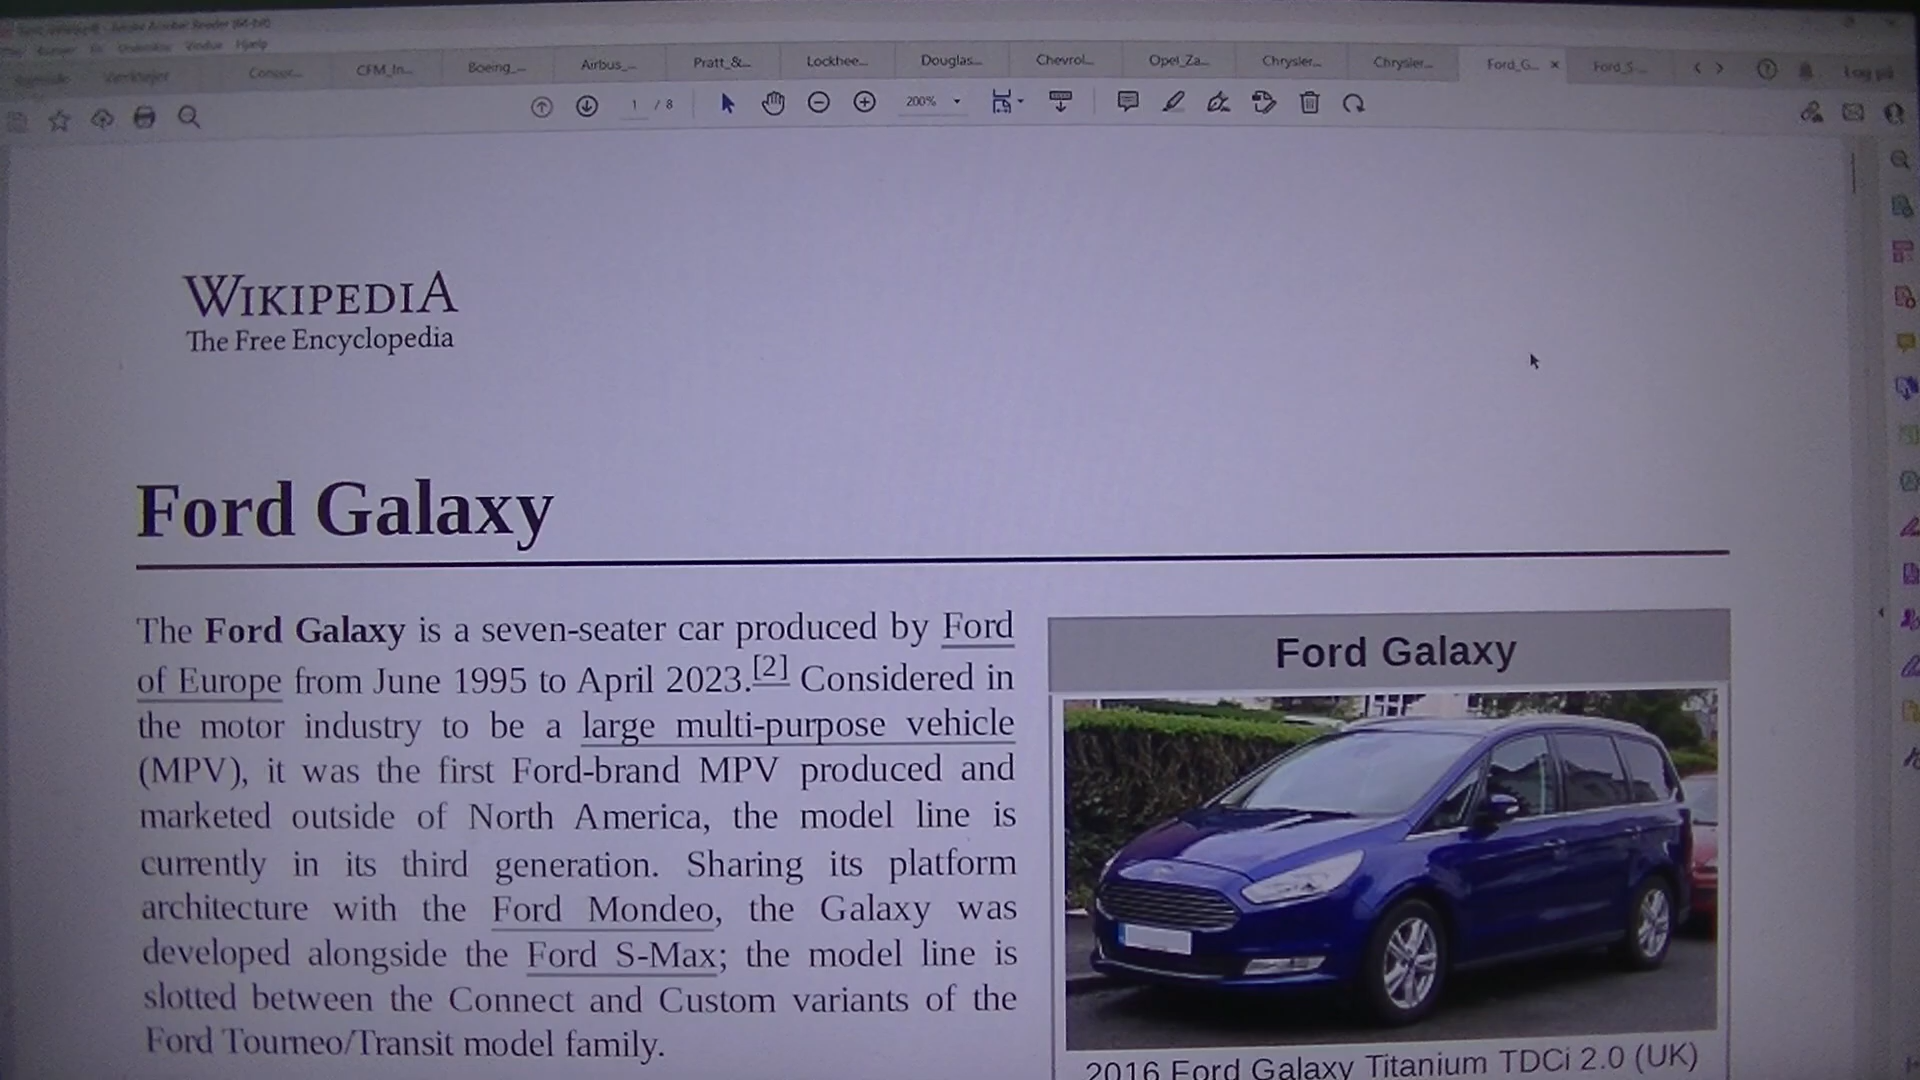 Hjælp
Værktøjer
CFM_In...
Boeing_...
Airbus_...
Pratt_&...
Lockhee...
Douglas...
Chevrol...
Opel_Za...
Chrysler...
Chrysler...
Ford_G...
Ford_S-...
Log på
1 / 8
200%
WIKIPEDIA
The Free Encyclopedia
Ford Galaxy
The Ford Galaxy is a seven-seater car produced by Ford
of Europe from June 1995 to April 2023.[2] Considered in
the motor industry to be a large multi-purpose vehicle
(MPV), it was the first Ford-brand MPV produced and
marketed outside of North America, the model line is
currently in its third generation. Sharing its platform
architecture with the Ford Mondeo, the Galaxy was
developed alongside the Ford S-Max; the model line is
slotted between the Connect and Custom variants of the
Ford Tourneo/Transit model family.
Ford Galaxy
2016 Ford Galaxy Titanium TDCi 2.0 (UK)